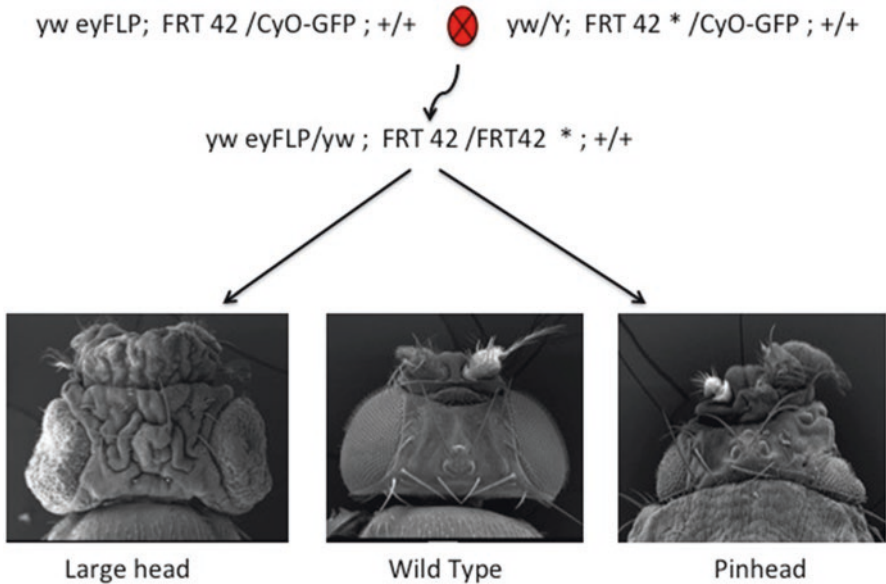 yw eyFLP; FRT 42 /CyO-GFP ; +/+ yw/Y; FRT 42 * /CyO-GFP ; +/+
yw eyFLP/yw ; FRT 42 /FRT42 * ; +/+
Large head Wild Type Pinhead